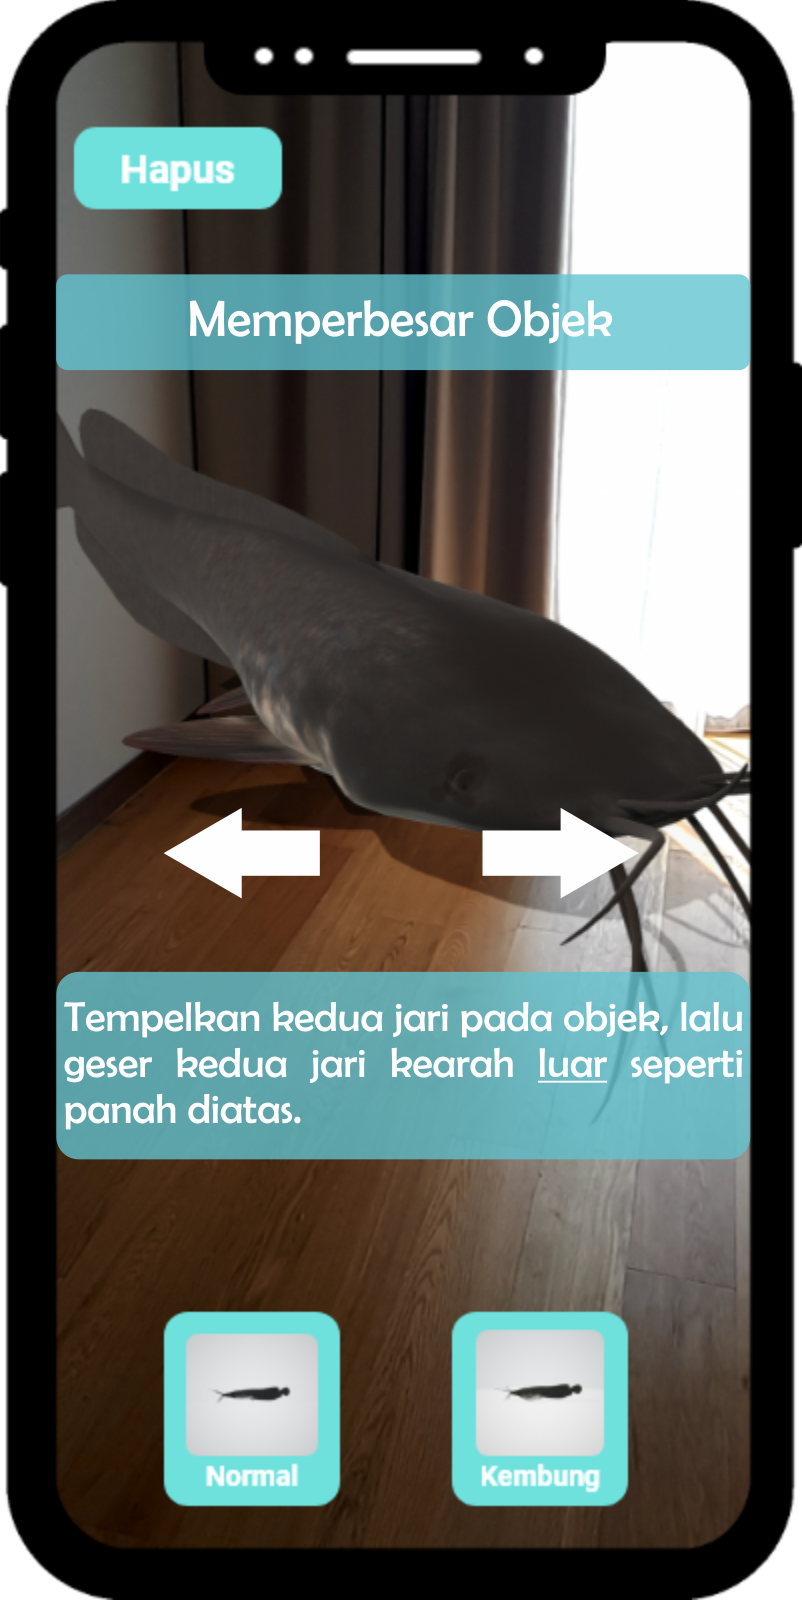 Hapus
Memperbesar Objek
Tempelkan kedua jari pada objek, lalu
geser kedua jari kearah luar seperti
panah diatas.
Normal
Kembung